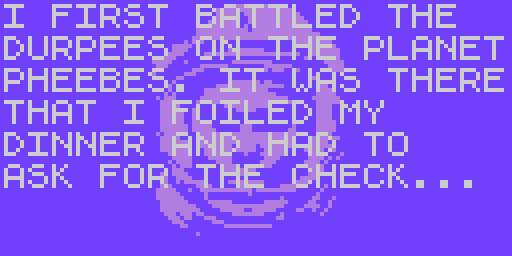 I FIRST BATTLED THE
DURPEES ON THE PLANET
PHEEBES. IT WAS THERE
THAT I FOILED MY
DINNER AND HAD TO
ASK FOR THE CHECK...